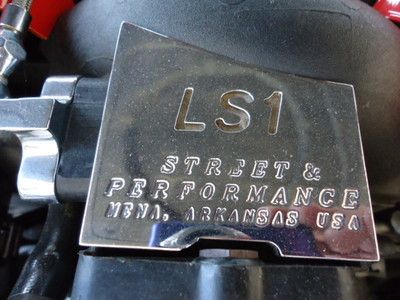 LS1
STREET &
PERFORMANCE
MENA, ARKANSAS USA